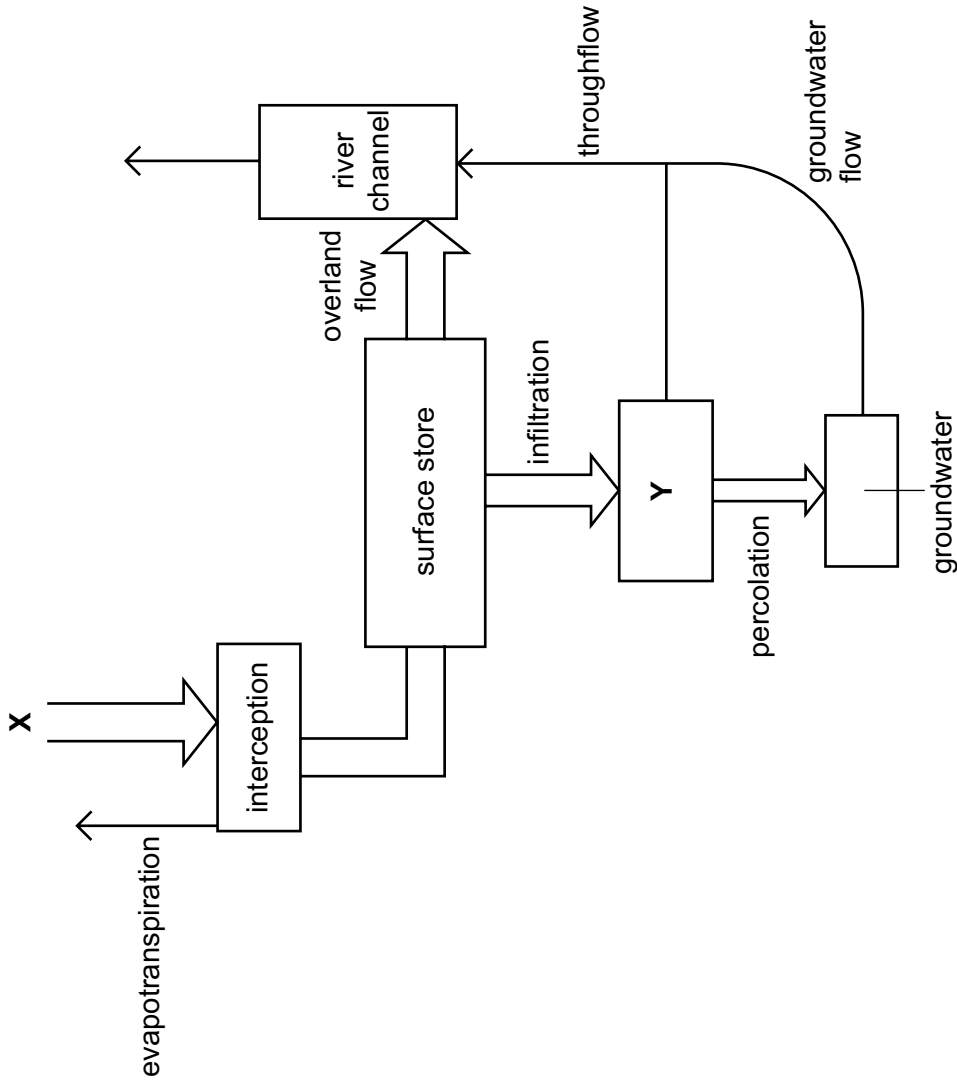 X
evapotranspiration
interception
surface store
overland
flow
river
channel
infiltration
throughflow
Y
percolation
groundwater
flow
groundwater